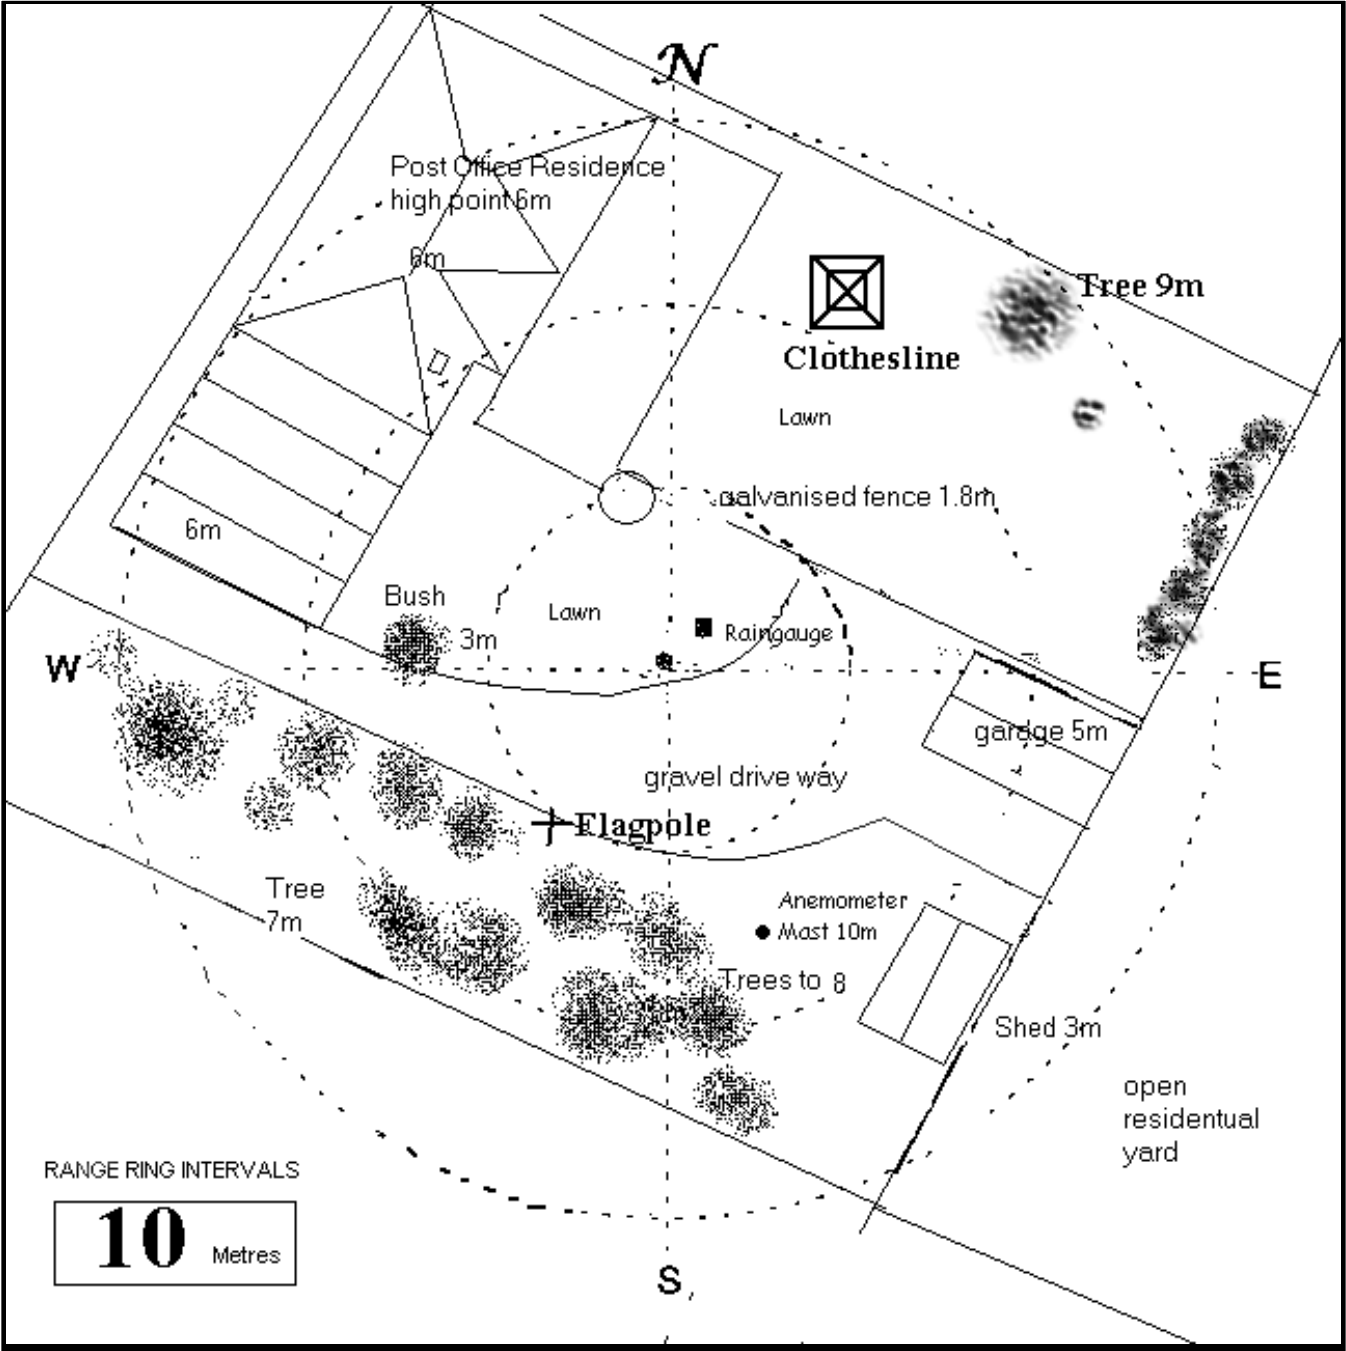 N
Post Office Residence
high point 6m
6m
Tree 9m
Clothesline
Lawn
galvanised fence 1.8m
6m
Bush
3m
Lawn
Raingauge
W
E
garage 5m
gravel drive way
Flagpole
Tree
7m
Anemometer
Mast 10m
Trees to 8
Shed 3m
open
residentual
yard
RANGE RING INTERVALS
10 Metres
S